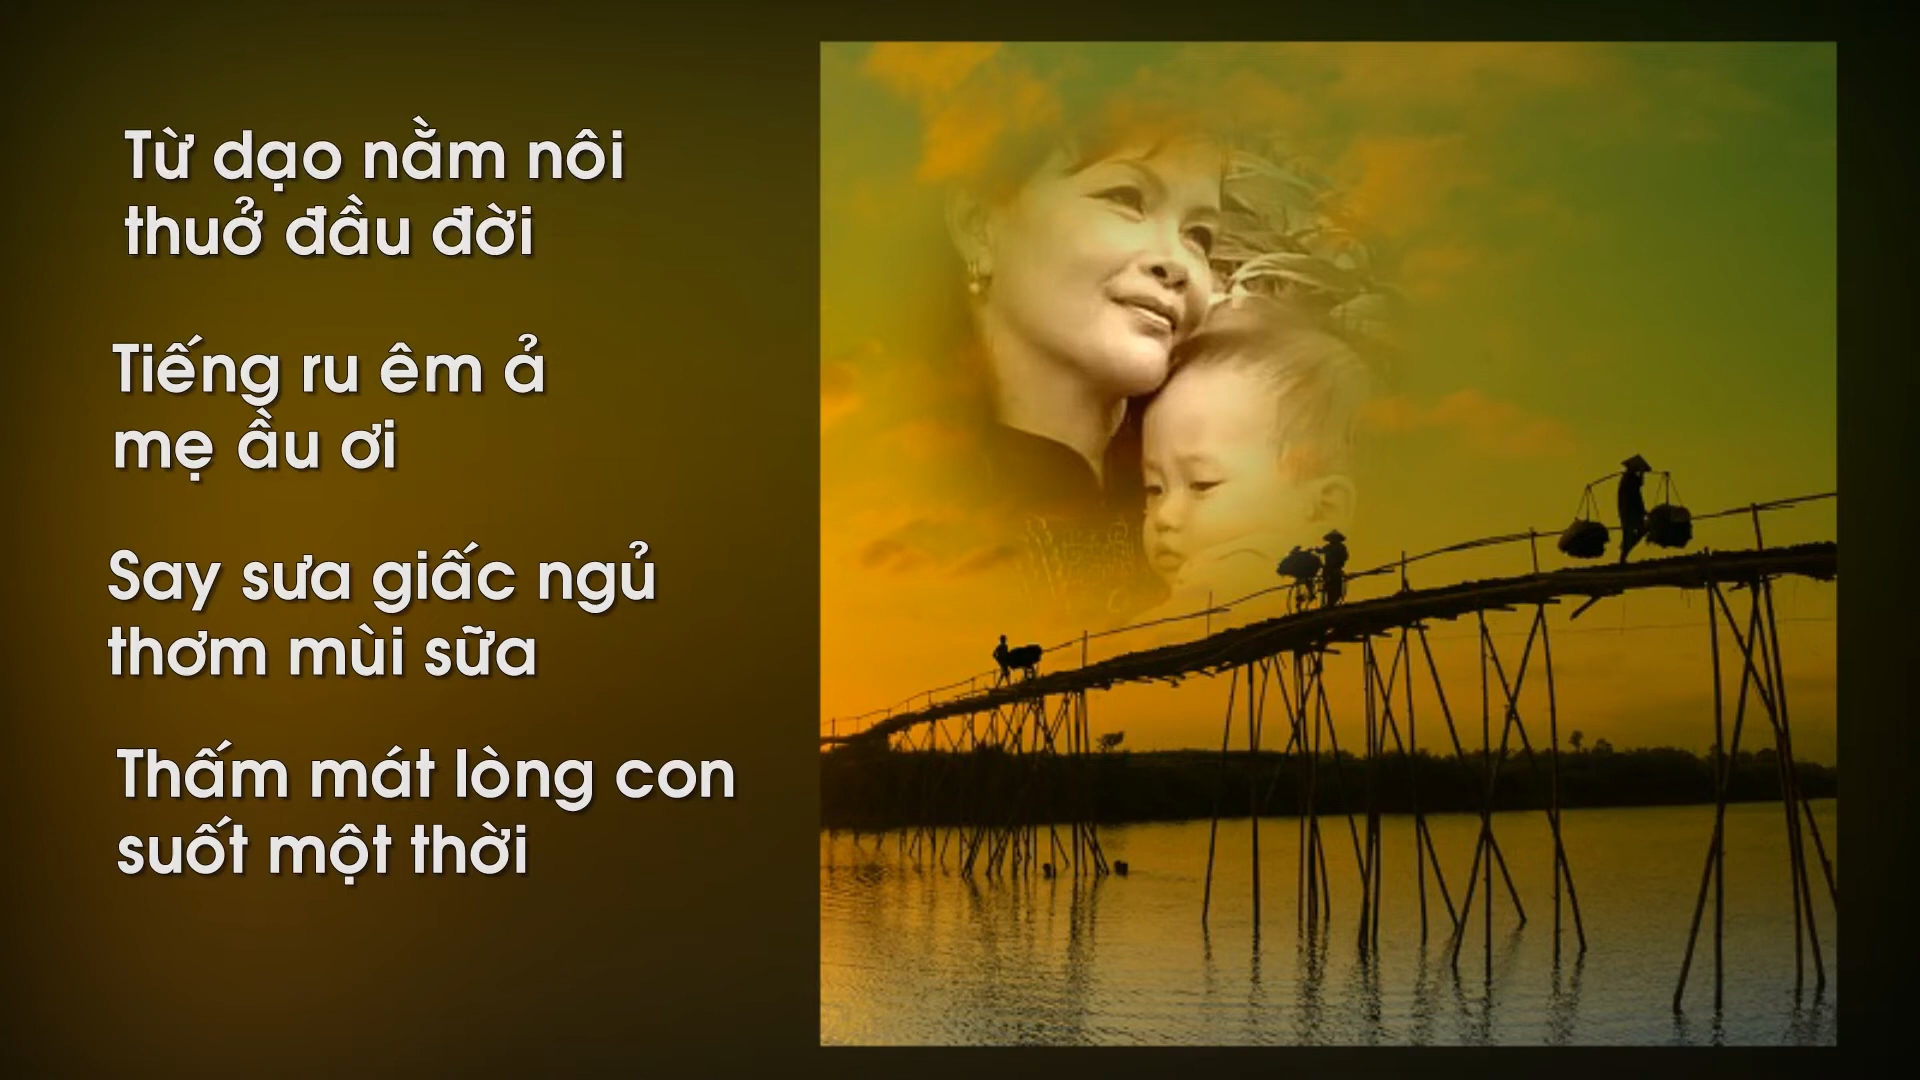 Từ dạo nằm nôi
thuở đầu đời
Tiếng ru êm ả
mẹ ầu ơi
Say sưa giấc ngủ
thơm mùi sữa
Thấm mát lòng con
suốt một thời